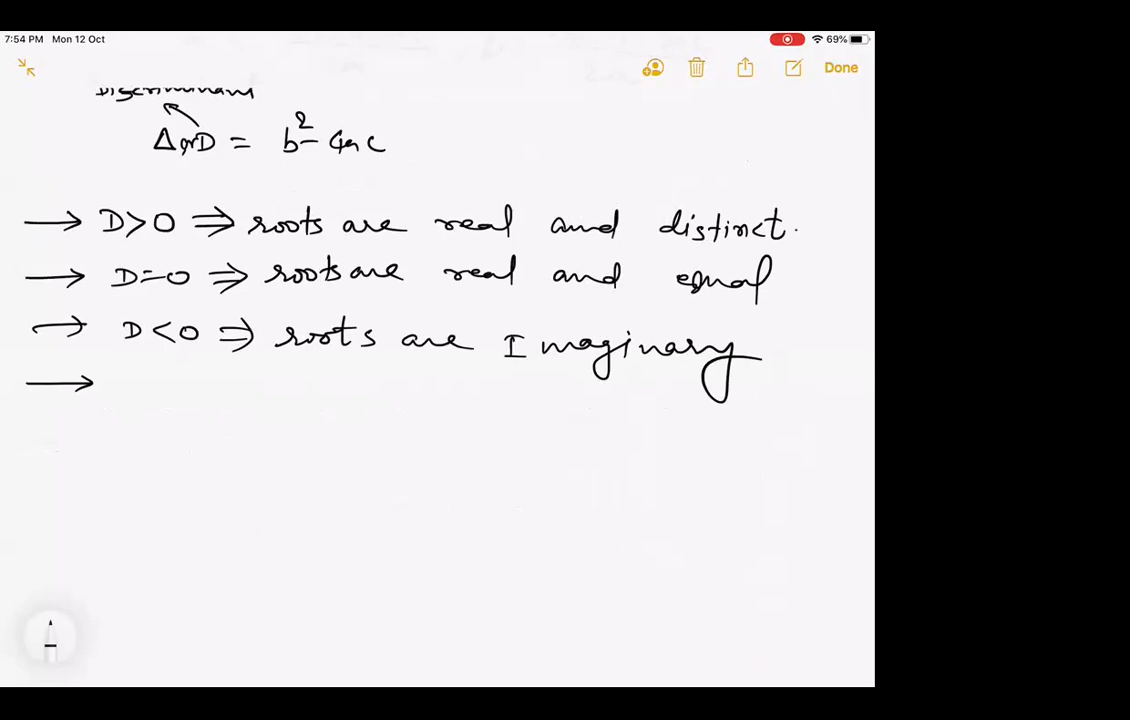 7:54 PM Mon 12 Oct
69%
Done
Discriminant
Δ or D = b² - 4ac
→ D>0 ⇒ roots are real and distinct.
→ D=0 ⇒ roots are real and equal
→ D<0 ⇒ roots are Imaginary
→